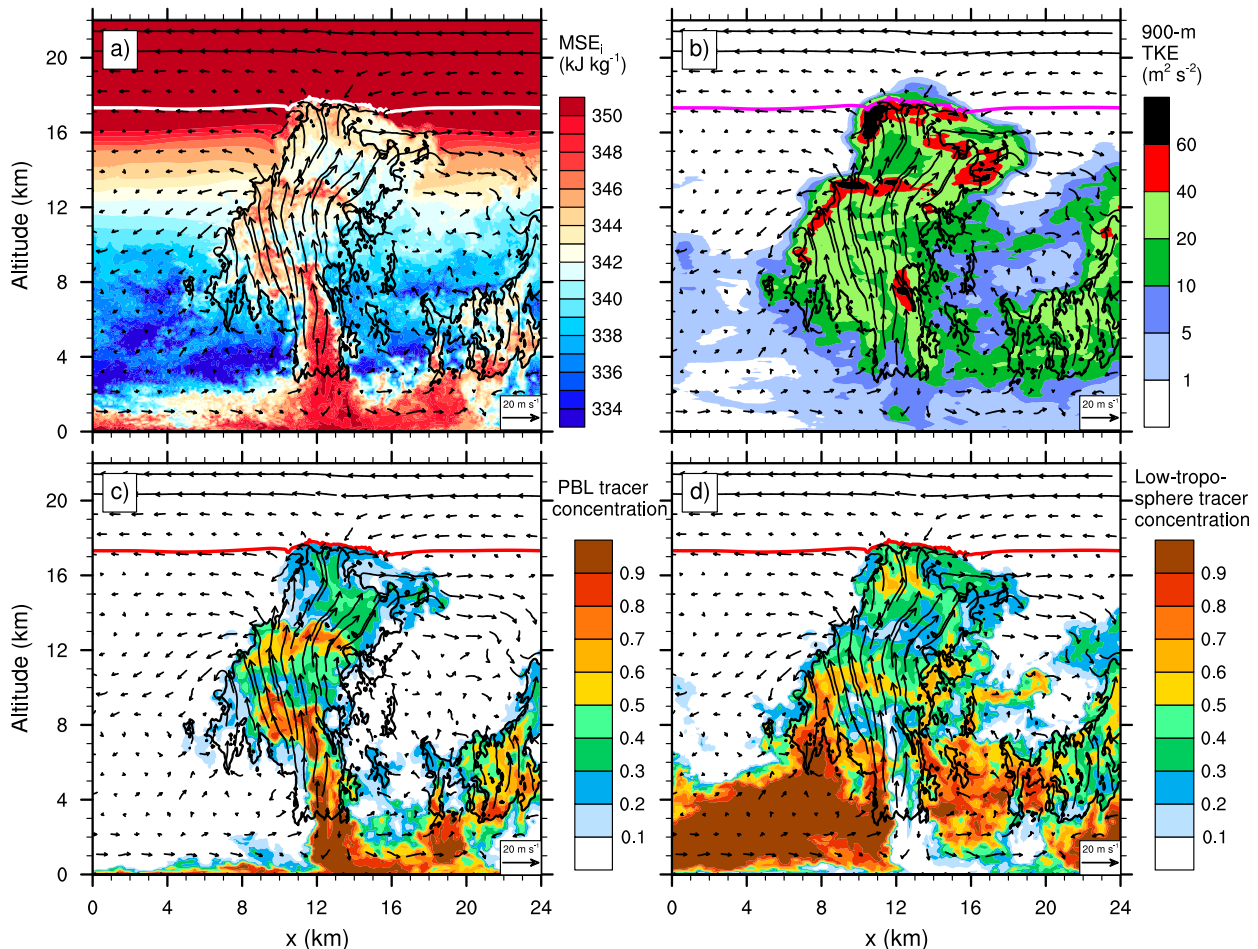 a)
MSEi
(kJ kg⁻¹)
350
348
346
344
342
340
338
336
334
20 m s⁻¹
Altitude (km)
20
16
12
8
4
0
b)
900-m
TKE
(m² s⁻²)
60
40
20
10
5
1
20 m s⁻¹
c)
PBL tracer
concentration
0.9
0.8
0.7
0.6
0.5
0.4
0.3
0.2
0.1
20 m s⁻¹
Altitude (km)
20
16
12
8
4
0
0 4 8 12 16 20 24
x (km)
d)
Low-tropo-
sphere tracer
concentration
0.9
0.8
0.7
0.6
0.5
0.4
0.3
0.2
0.1
20 m s⁻¹
0 4 8 12 16 20 24
x (km)